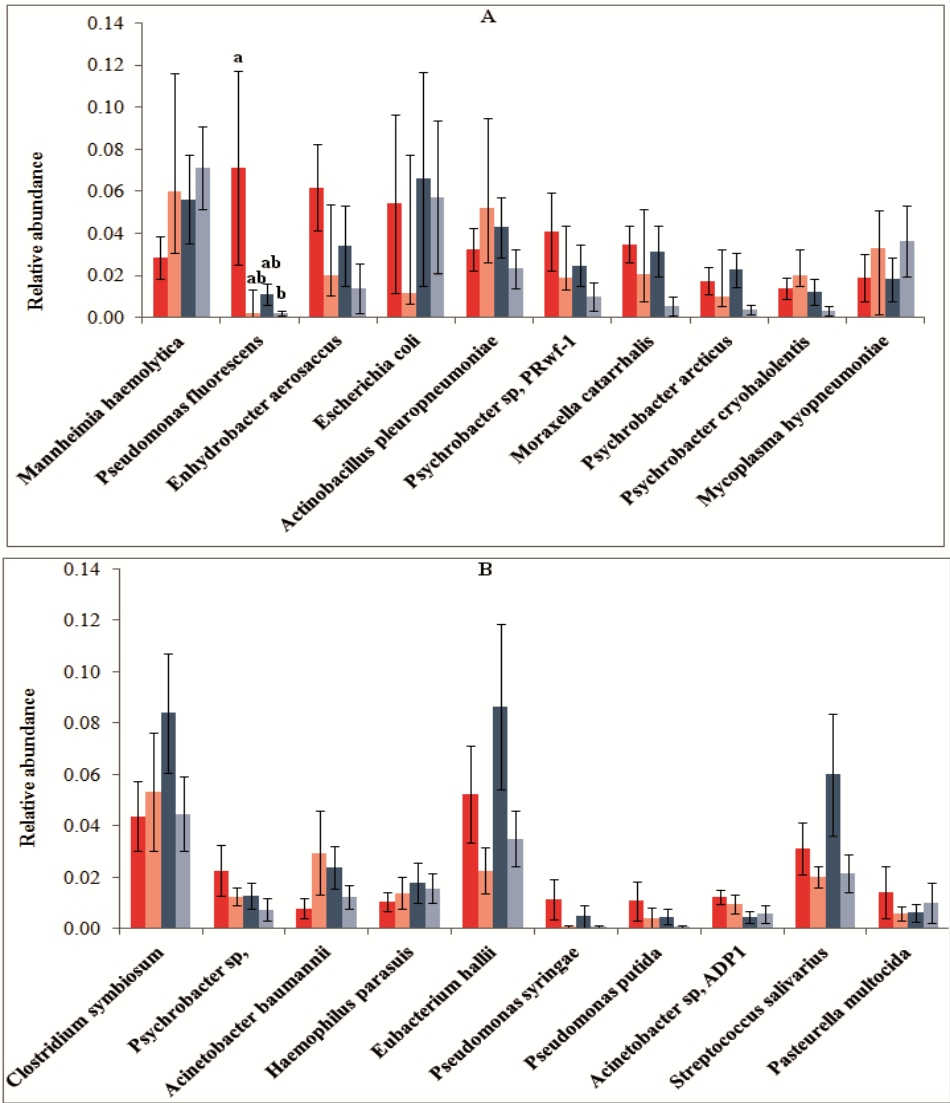 A
0.14
0.12
0.10
0.08
0.06
0.04
0.02
0.00
Relative abundance
a
ab
ab
b
Mannheimia haemolytica
Pseudomonas fluorescens
Enhydrobacter aerosaccus
Escherichia coli
Actinobacillus pleuropneumoniae
Psychrobacter sp, PRwf-1
Moraxella catarrhalis
Psychrobacter arcticus
Psychrobacter cryohalolentis
Mycoplasma hyopneumoniae
B
0.14
0.12
0.10
0.08
0.06
0.04
0.02
0.00
Relative abundance
Clostridium symbiosum
Psychrobacter sp,
Acinetobacter baumannii
Haemophilus parasuis
Eubacterium hallii
Pseudomonas syringae
Pseudomonas putida
Acinetobacter sp, ADP1
Streptococcus salivarius
Pasteurella multocida